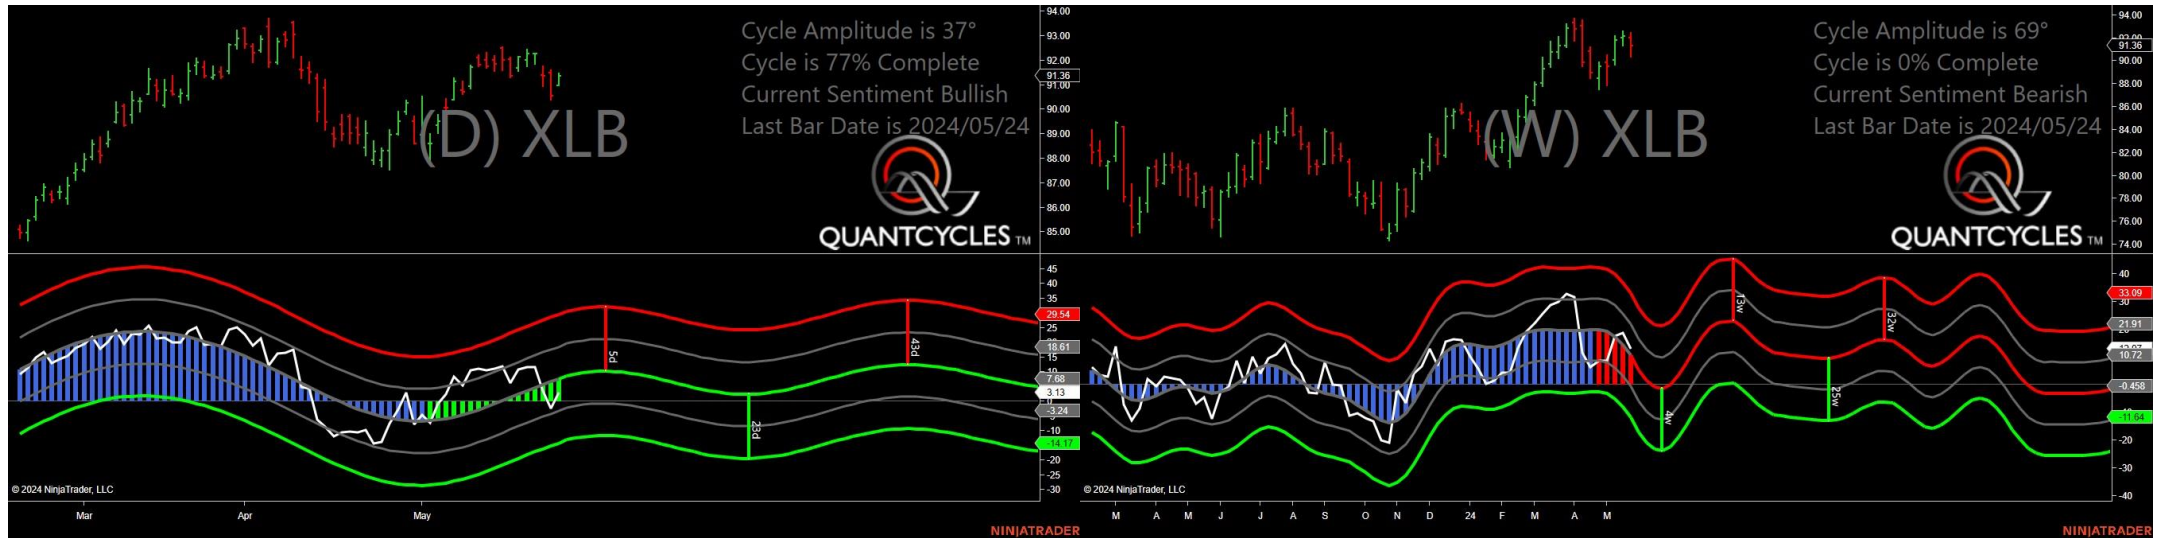 Cycle Amplitude is 37°
Cycle is 77% Complete
Current Sentiment Bullish
Last Bar Date is 2024/05/24
(D) XLB
QUANTCYCLES TM
94.00
93.00
92.00
91.36
91.00
90.00
89.00
88.00
87.00
86.00
85.00
45
40
35
29.54
25
18.61
15
10
7.68
3.13
-3.24
-10
-14.17
-20
-25
-30
5d
23d
43d
© 2024 NinjaTrader, LLC
Mar Apr May
NINJATRADER
Cycle Amplitude is 69°
Cycle is 0% Complete
Current Sentiment Bearish
Last Bar Date is 2024/05/24
(W) XLB
QUANTCYCLES TM
94.00
92.00
91.36
90.00
88.00
86.00
84.00
82.00
80.00
78.00
76.00
74.00
40
33.09
30
21.91
10.72
-0.458
-11.64
-20
-30
-40
4w
13w
25w
32w
© 2024 NinjaTrader, LLC
M A M J J A S O N D 24 F M A M
NINJATRADER